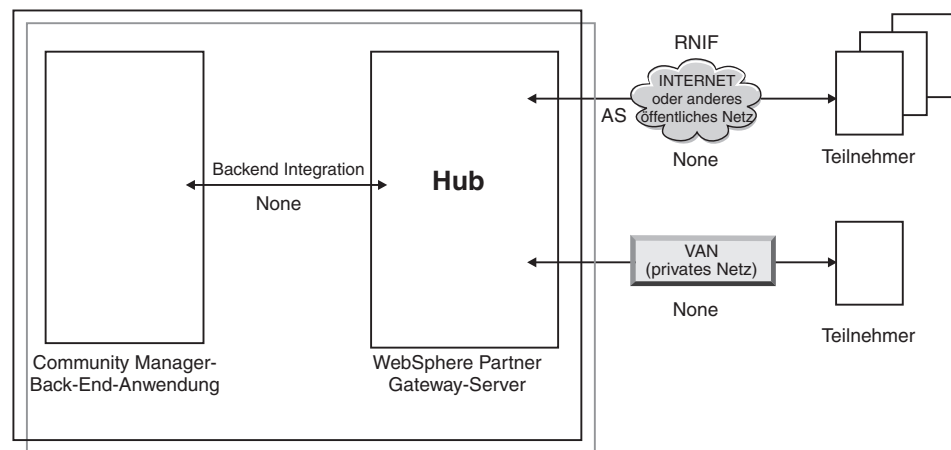 RNIF
INTERNET
oder anderes
öffentliches Netz
AS
None
Teilnehmer
Backend Integration
None
Hub
VAN
(privates Netz)
None
Teilnehmer
Community Manager-
Back-End-Anwendung
WebSphere Partner
Gateway-Server